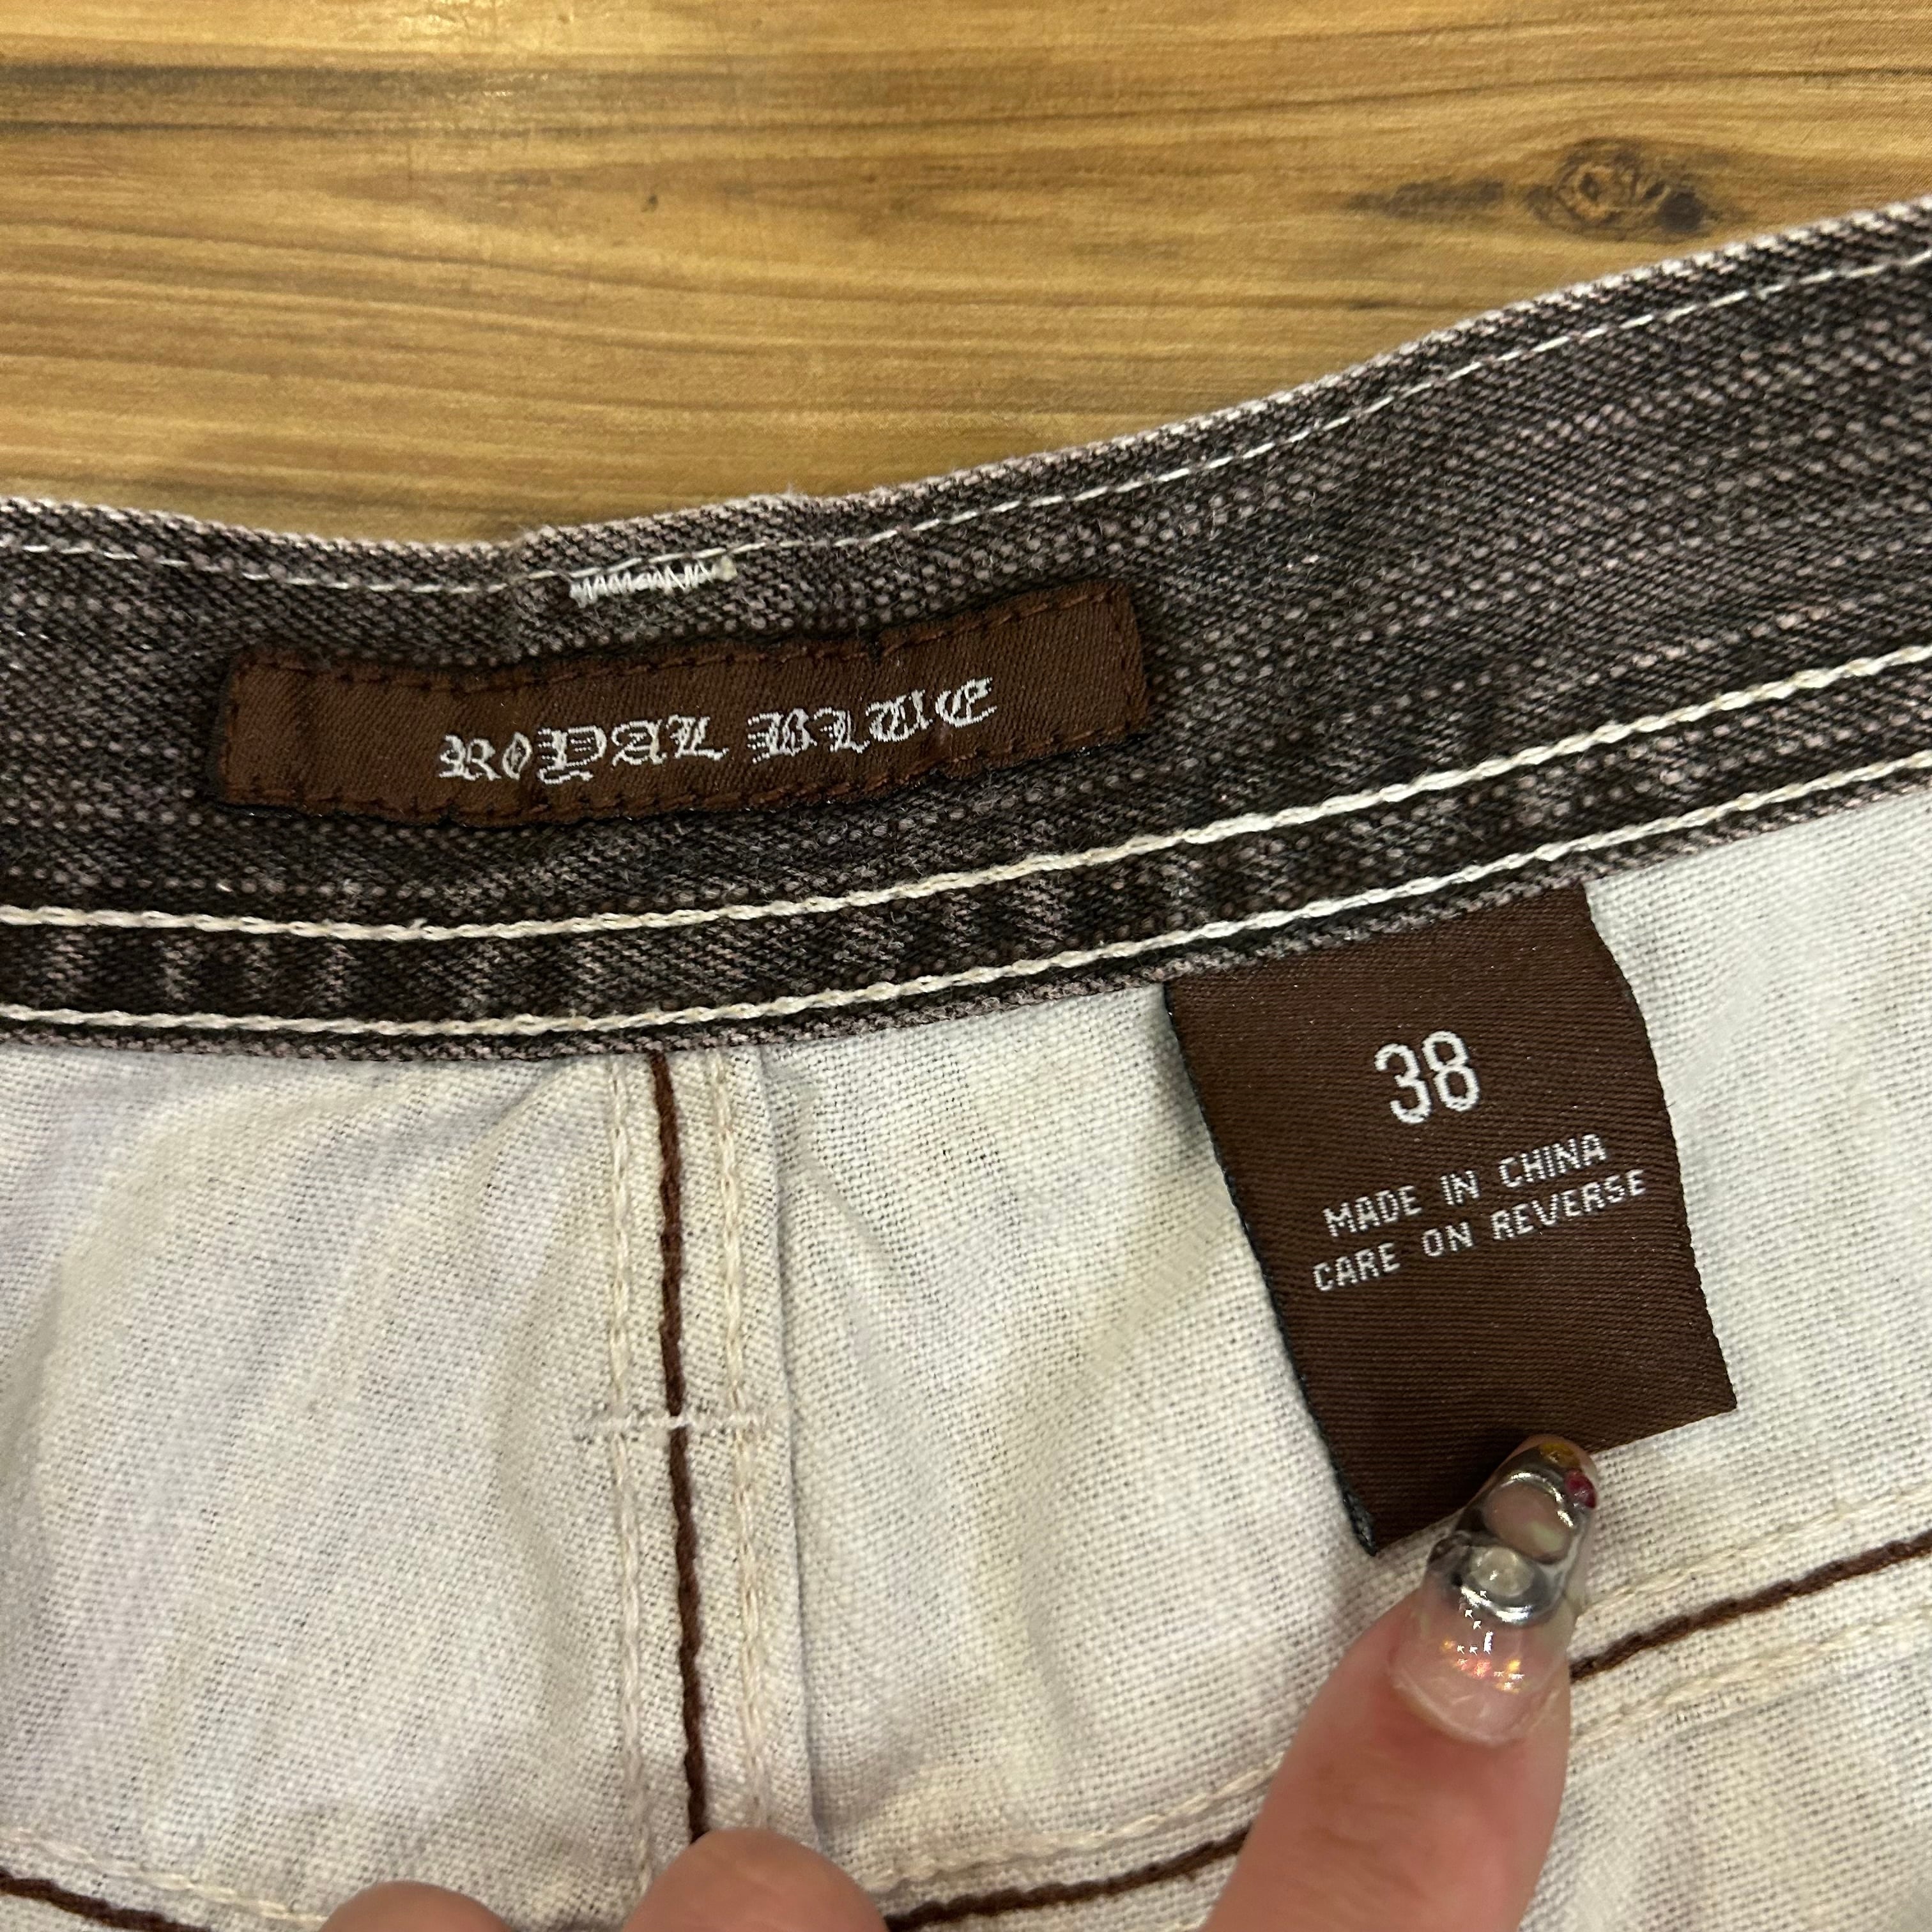 ROYAL BLUE
38
MADE IN CHINA
CARE ON REVERSE